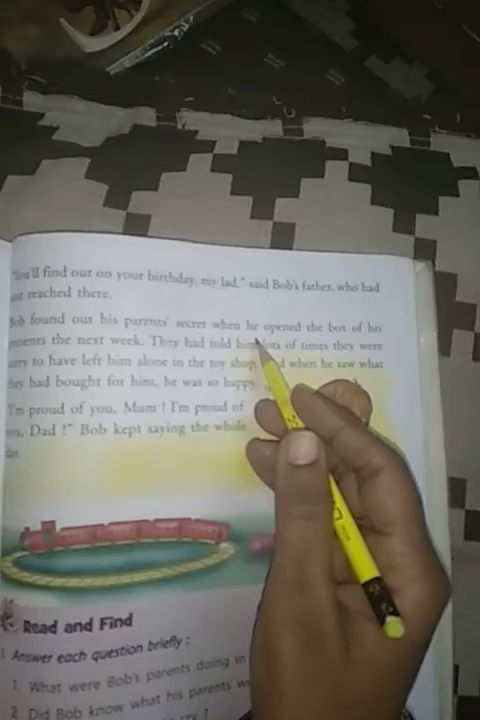 "You'll find out on your birthday, my lad," said Bob's father, who had
just reached there.
Bob found out his parents' secret when he opened the box of his
presents the next week. They had told him lots of times they were
sorry to have left him alone in the toy shop, and when he saw what
they had bought for him, he was so happy
"I'm proud of you, Mum ! I'm proud of
you, Dad !" Bob kept saying the whole
day.
Read and Find
Answer each question briefly :
1. What were Bob's parents doing in
2. Did Bob know what his parents
cry ?